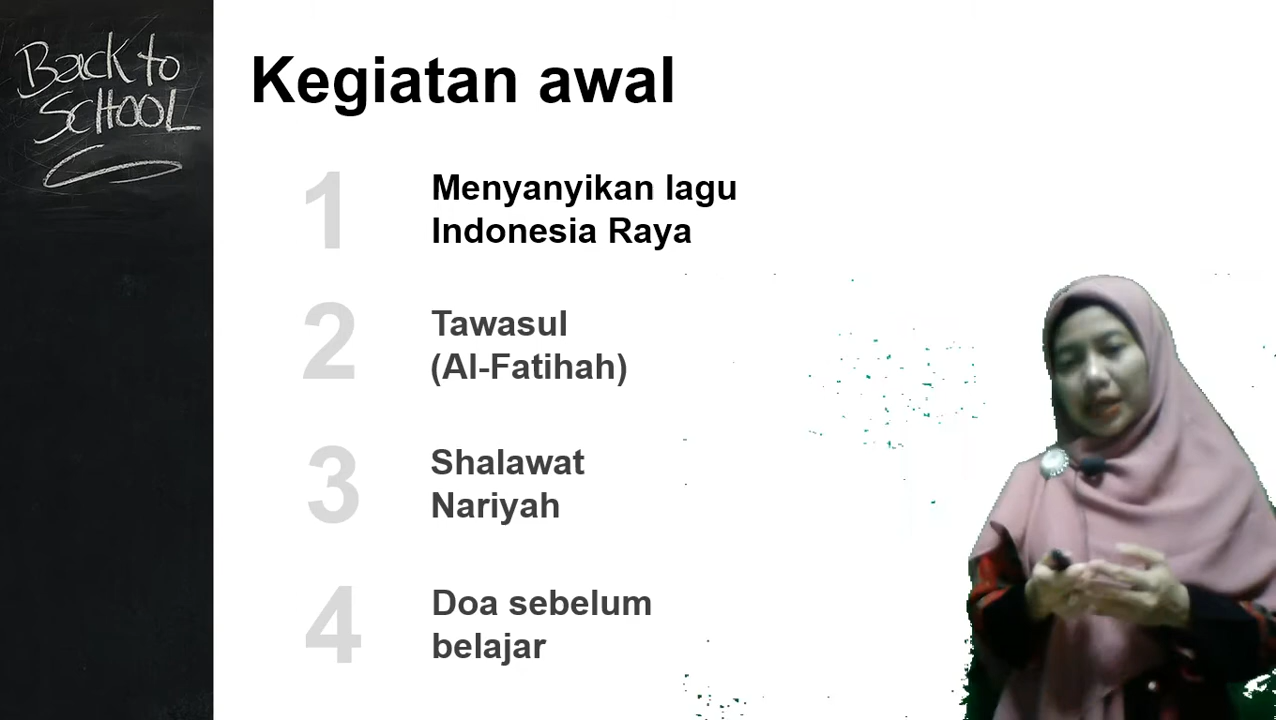 Back to
SCHOOL
Kegiatan awal
1
Menyanyikan lagu
Indonesia Raya
2
Tawasul
(Al-Fatihah)
3
Shalawat
Nariyah
4
Doa sebelum
belajar